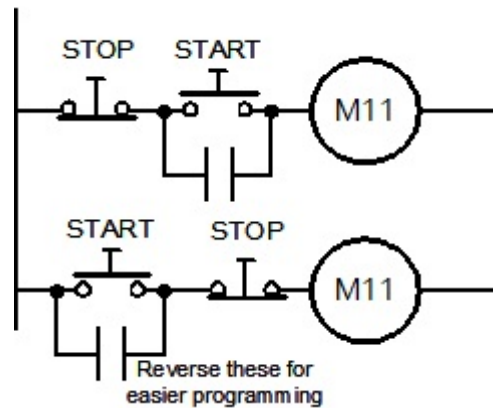 STOP
START
M11
START
STOP
M11
Reverse these for
easier programming